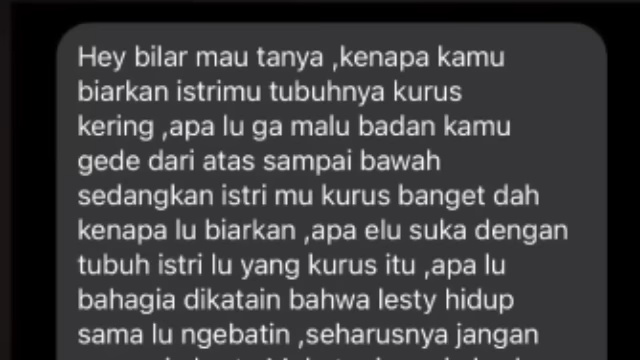 Hey bilar mau tanya ,kenapa kamu
biarkan istrimu tubuhnya kurus
kering ,apa lu ga malu badan kamu
gede dari atas sampai bawah
sedangkan istri mu kurus banget dah
kenapa lu biarkan ,apa elu suka dengan
tubuh istri lu yang kurus itu ,apa lu
bahagia dikatain bahwa lesty hidup
sama lu ngebatin ,seharusnya jangan